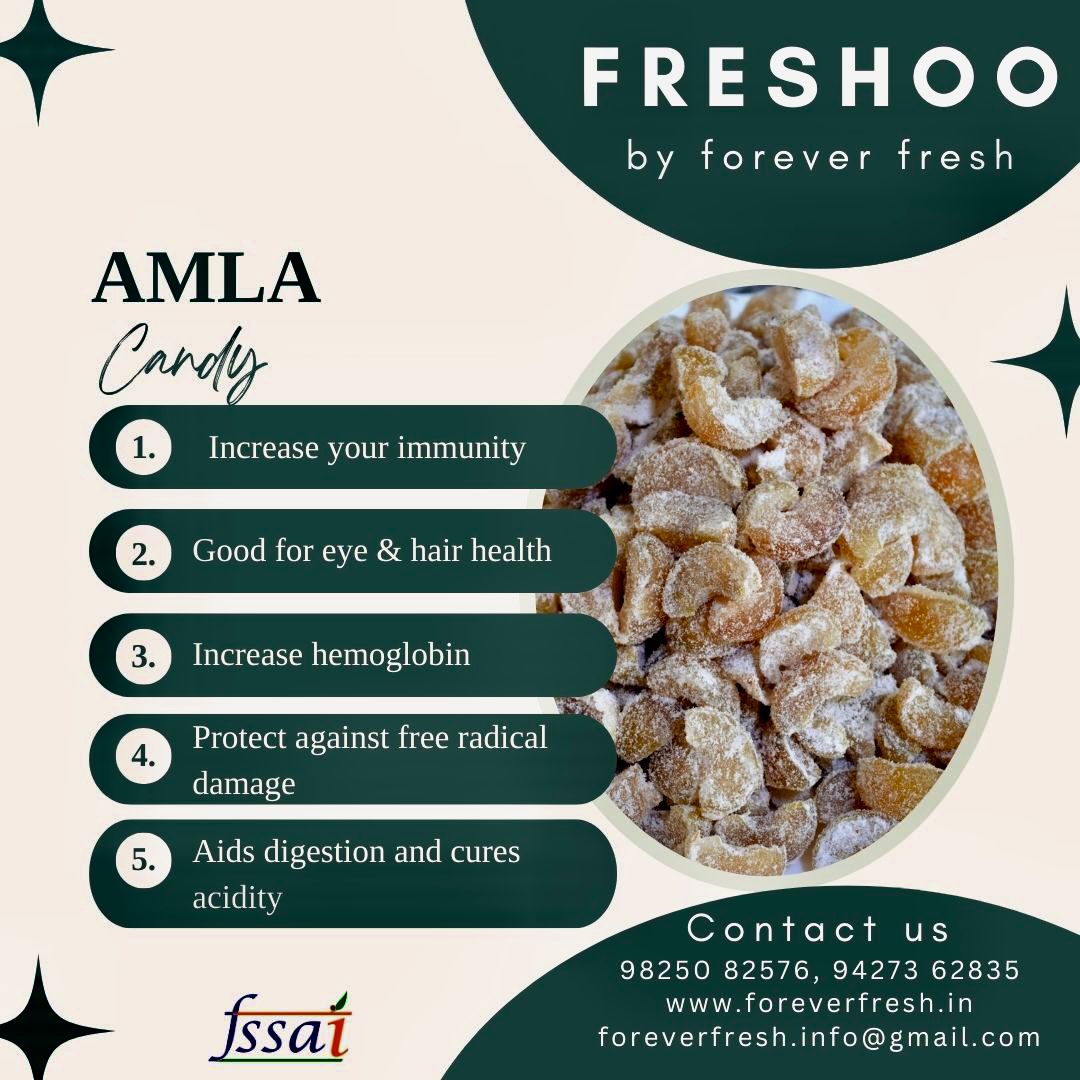 FRESHOO
by forever fresh
AMLA
Candy
1. Increase your immunity
2. Good for eye & hair health
3. Increase hemoglobin
4. Protect against free radical
damage
5. Aids digestion and cures
acidity
Contact us
98250 82576, 94273 62835
www.foreverfresh.in
foreverfresh.info@gmail.com
fssai